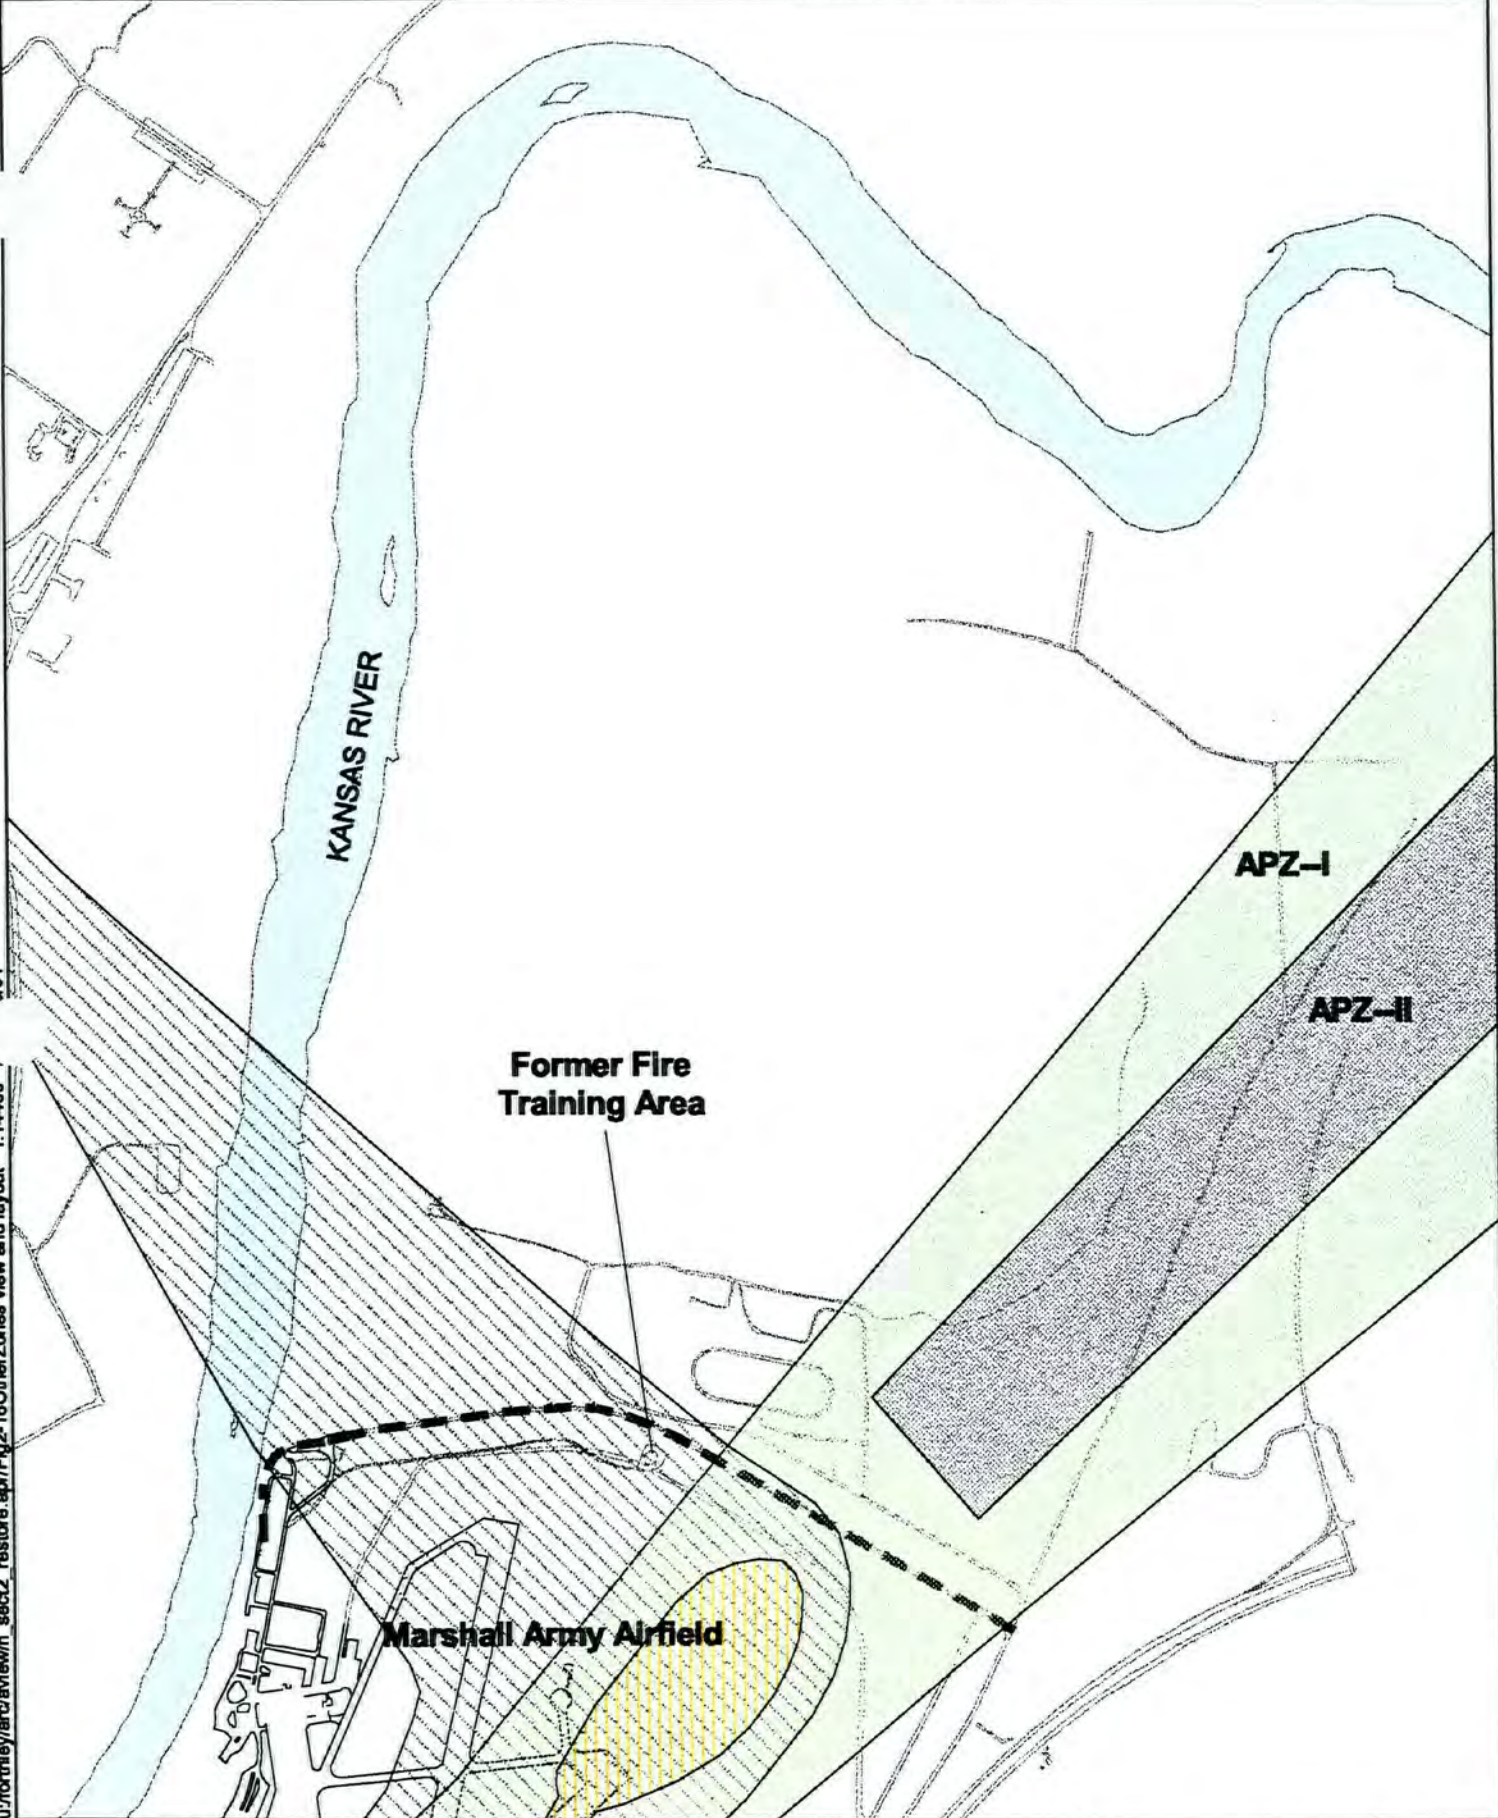 KANSAS RIVER
APZ–I
APZ–II
Former Fire
Training Area
Marshall Army Airfield